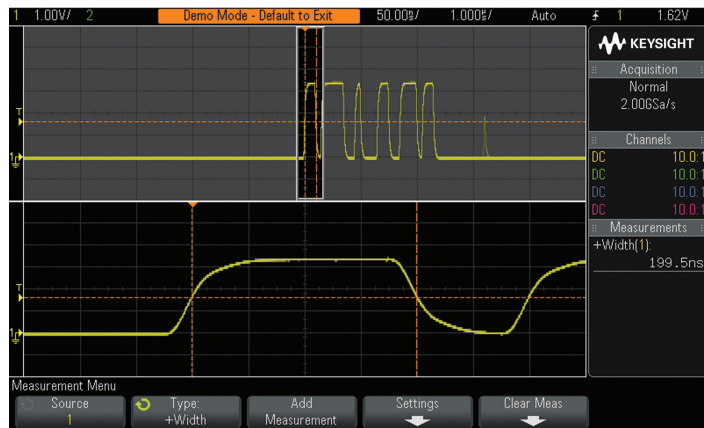 1 1.00V/ 2 Demo Mode - Default to Exit 50.00␣/ 1.000␣/ Auto 1 1.62V
KEYSIGHT
Acquisition
Normal
2.00GSa/s
Channels
DC 10.0:1
DC 10.0:1
DC 10.0:1
DC 10.0:1
Measurements
+Width(1):
199.5ns
T
1
T
1
Measurement Menu
Source
1
Type:
+Width
Add
Measurement
Settings
Clear Meas